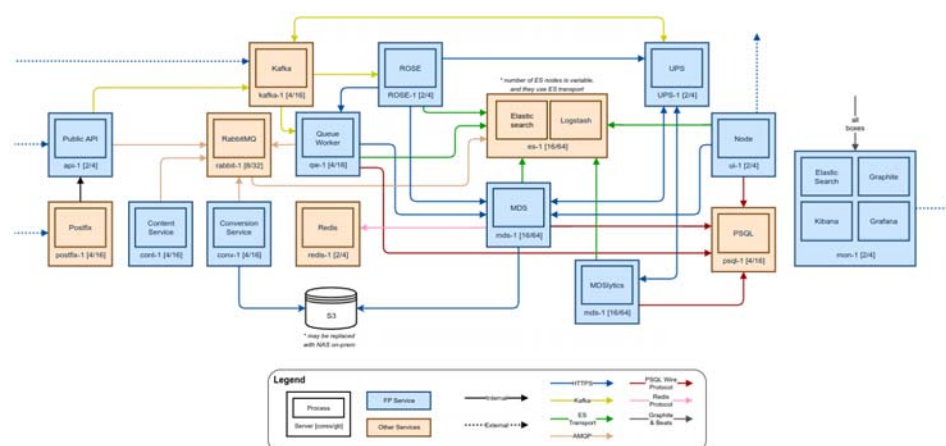 Kafka
kafka-1 [4/16]
ROSE
ROSE-1 [2/4]
UPS
UPS-1 [2/4]
* number of ES nodes is variable,
and they use ES transport
Public API
api-1 [2/4]
RabbitMQ
rabbit-1 [8/32]
Queue
Worker
qw-1 [4/16]
Elastic
search
Logstash
es-1 [16/64]
Node
ui-1 [2/4]
all
boxes
Elastic
Search
Graphite
Kibana
Grafana
mon-1 [2/4]
Postfix
postfix-1 [4/16]
Content
Service
cont-1 [4/16]
Conversion
Service
conv-1 [4/16]
Redis
redis-1 [2/4]
MDS
mds-1 [16/64]
PSQL
psql-1 [4/16]
MDSlytics
mds-1 [16/64]
S3
* may be replaced
with NAS on-prem
Legend
Process
Server [cores/gb]
FP Service
Other Services
Internal
External
HTTPS
Kafka
ES
Transport
AMQP
PSQL Wire
Protocol
Redis
Protocol
Graphite
& Beats